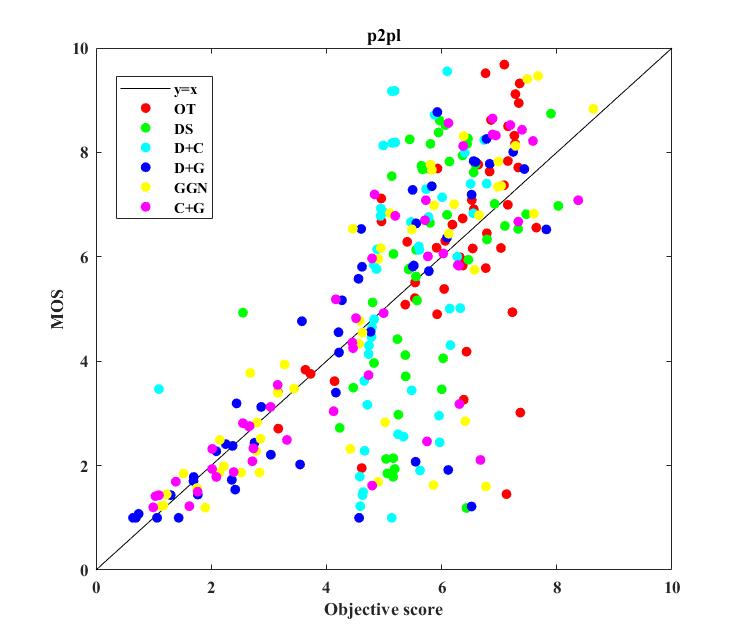 p2pl
10
8
6
4
2
0
MOS
y=x
OT
DS
D+C
D+G
GGN
C+G
0 2 4 6 8 10
Objective score